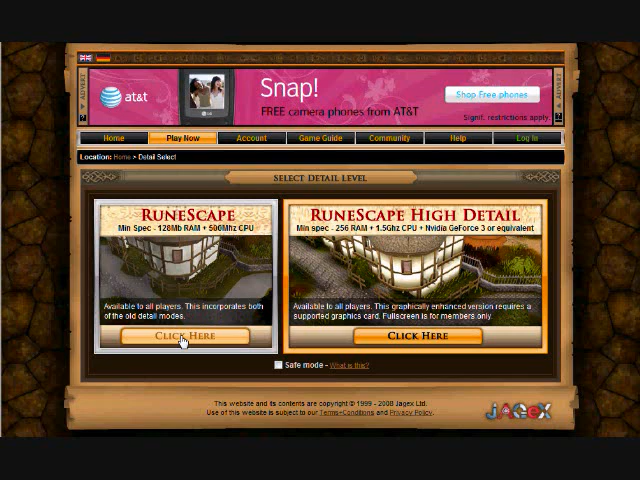 ADVERT
at&t
Snap!
FREE camera phones from AT&T
Shop Free phones
Signif. restrictions apply.
ADVERT
Home
Play Now
Account
Game Guide
Community
Help
Log In
Location: Home > Detail Select
SELECT DETAIL LEVEL
RUNESCAPE
Min Spec - 128Mb RAM + 500Mhz CPU
Available to all players. This incorporates both
of the old detail modes.
CLICK HERE
RUNESCAPE HIGH DETAIL
Min spec - 256 RAM + 1.5Ghz CPU + Nvidia GeForce 3 or equivalent
Available to all players. This graphically enhanced version requires a
supported graphics card. Fullscreen is for members only.
CLICK HERE
Safe mode - What is this?
This website and its contents are copyright © 1999 - 2008 Jagex Ltd.
Use of this website is subject to our Terms+Conditions and Privacy Policy.
JAGEX